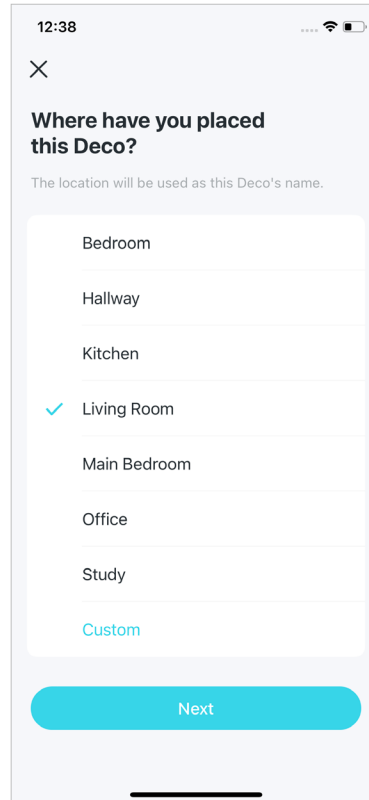 12:38
Where have you placed
this Deco?
The location will be used as this Deco's name.
Bedroom
Hallway
Kitchen
Living Room
Main Bedroom
Office
Study
Custom
Next